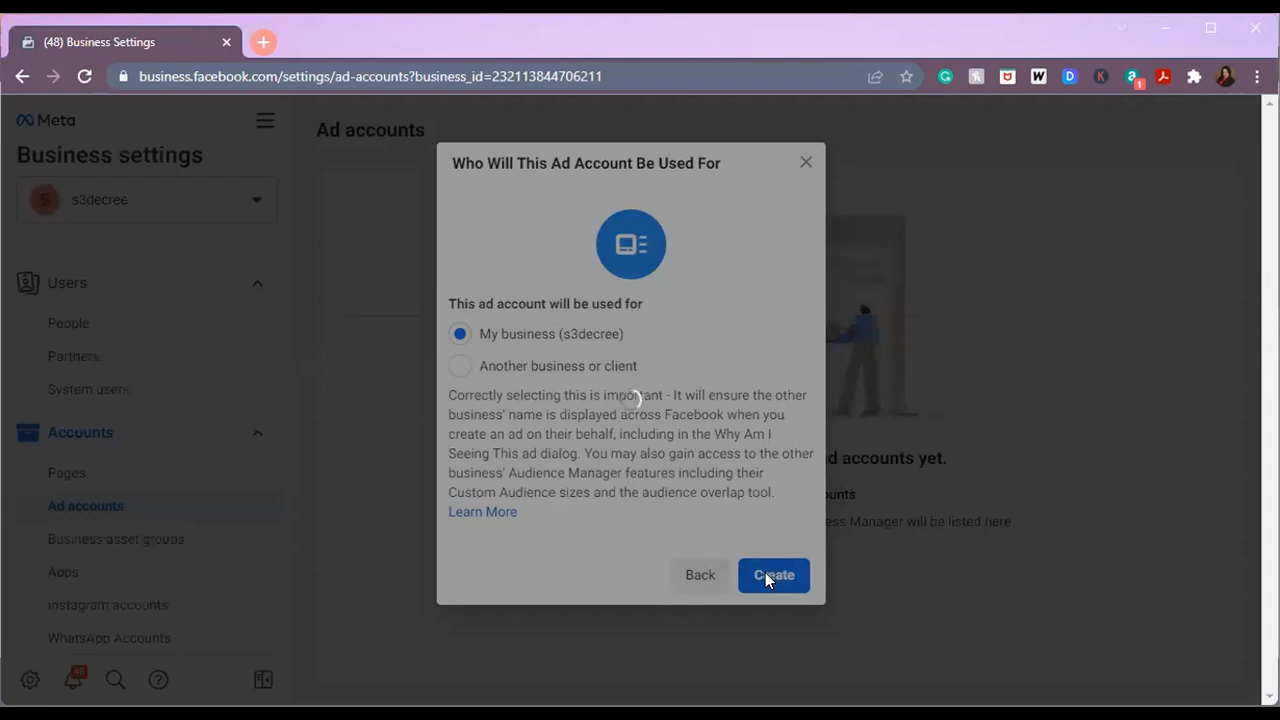 (48) Business Settings
business.facebook.com/settings/ad-accounts?business_id=232113844706211
1
Meta
Business settings
S
s3decree
Users
People
Partners
System users
Accounts
Pages
Ad accounts
Business asset groups
Apps
Instagram accounts
WhatsApp Accounts
48
Ad accounts
Who Will This Ad Account Be Used For
This ad account will be used for
My business (s3decree)
Another business or client
Correctly selecting this is important - It will ensure the other
business' name is displayed across Facebook when you
create an ad on their behalf, including in the Why Am I
Seeing This ad dialog. You may also gain access to the other
business' Audience Manager features including their
Custom Audience sizes and the audience overlap tool.
Learn More
Back
Create
accounts yet.
Manager will be listed here